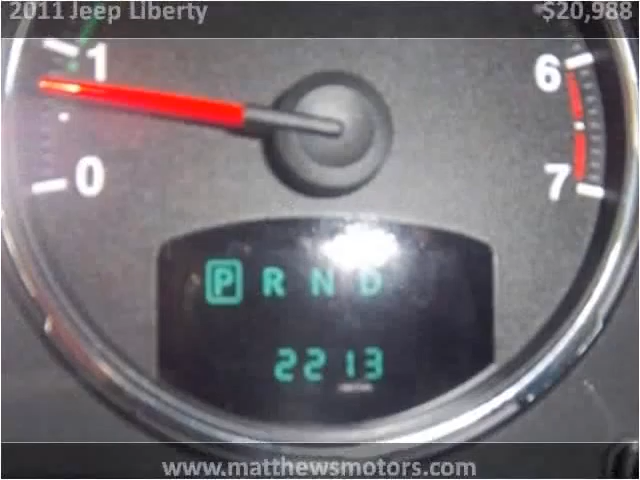 2011 Jeep Liberty $20,988
1 6
0 7
P R N D
2213
www.matthewsmotors.com